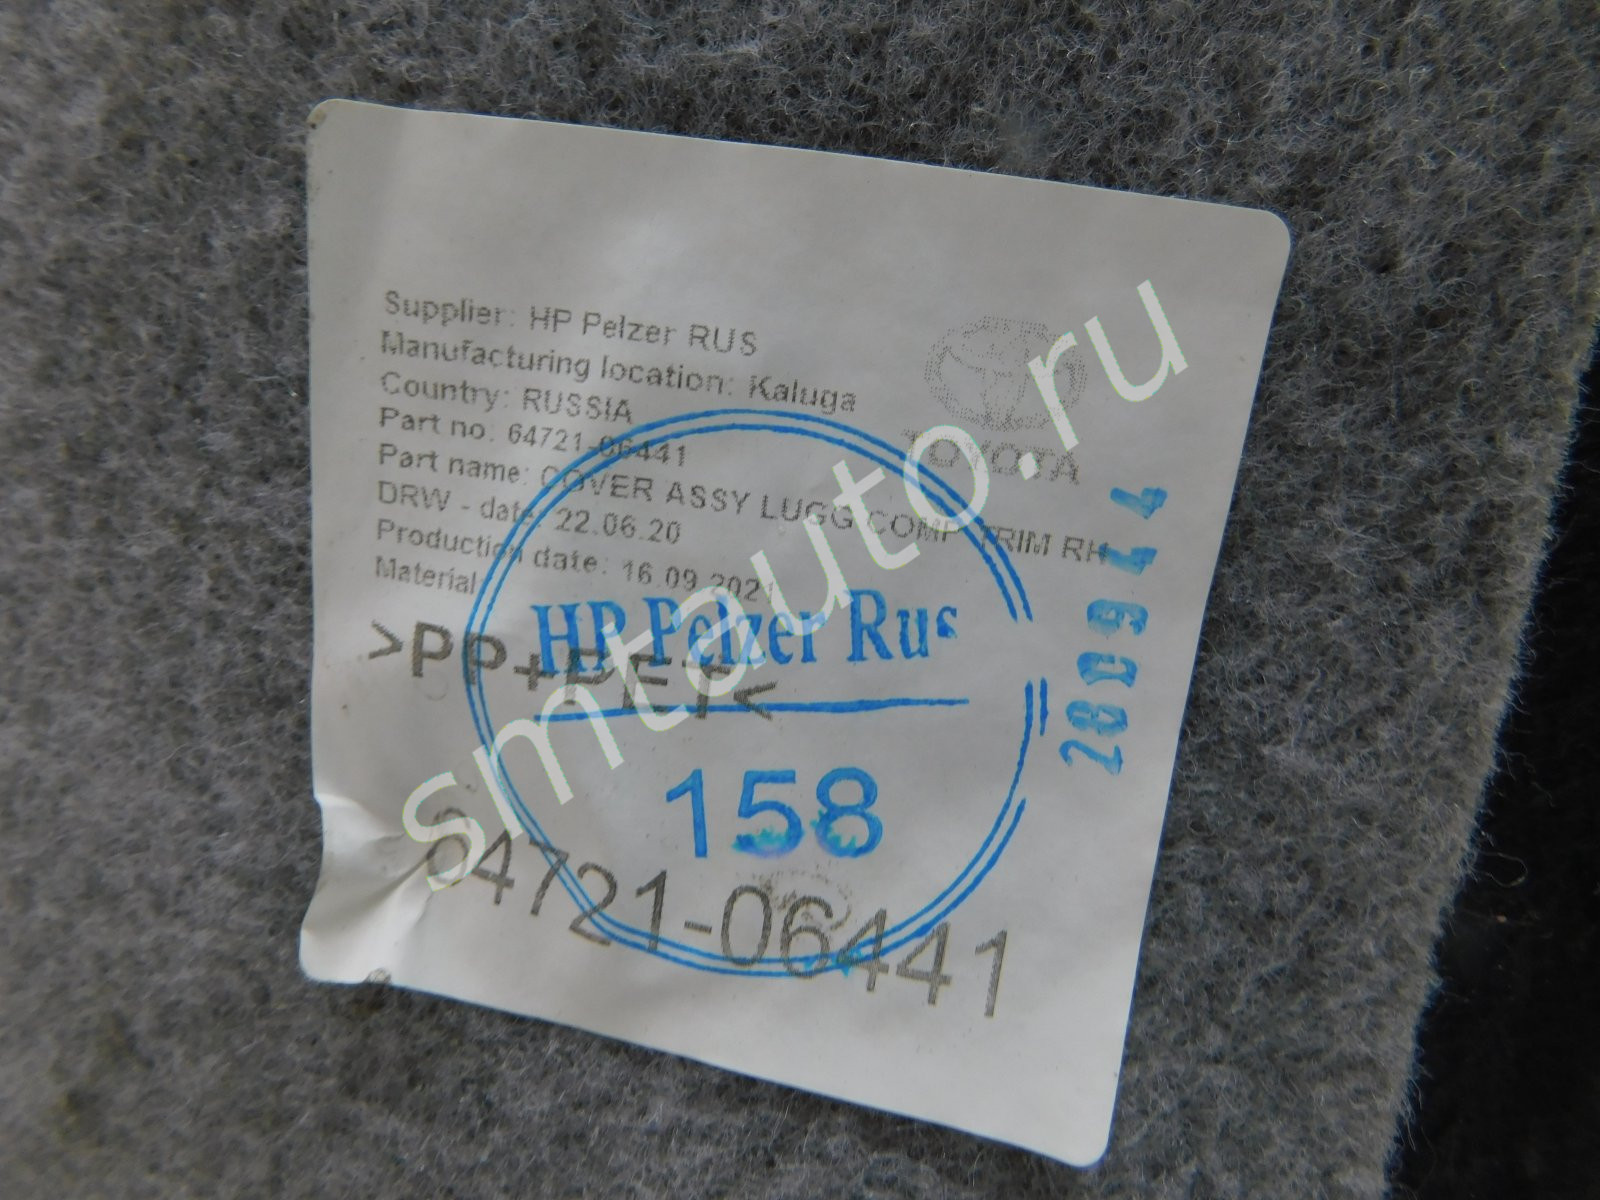 Supplier: HP Pelzer RUS
Manufacturing location: Kaluga
Country: RUSSIA
Part no. 64721-06441
Part name: COVER ASSY LUGG COMP TRIM RH
DRW - date: 22.06.20
Production date: 16.09.2021
Material:
>PP+PET<
TOYOTA
HP Pelzer Rus
158
280944
64721-06441
smtauto.ru